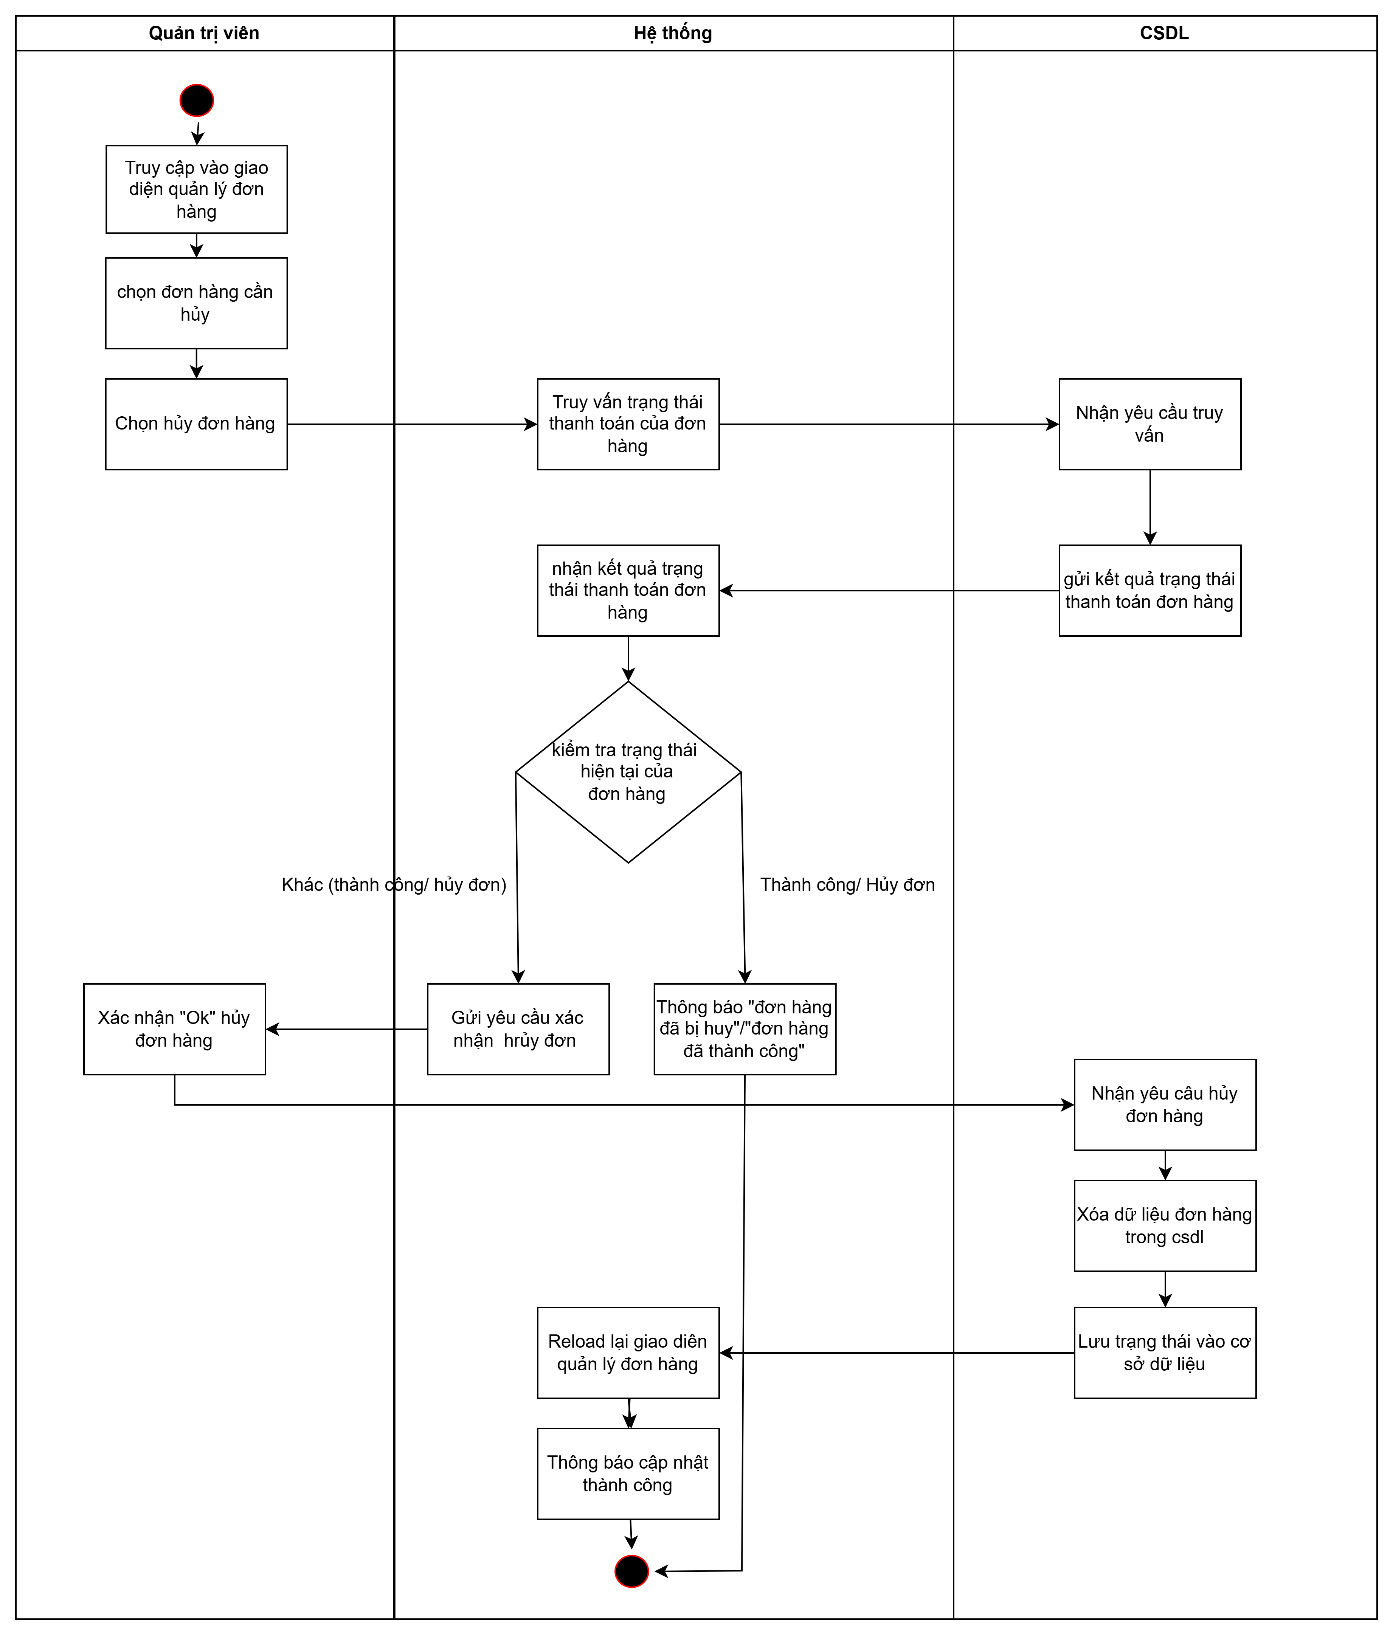 Quản trị viên
Hệ thống
CSDL
Truy cập vào giao
diện quản lý đơn
hàng
chọn đơn hàng cần
hủy
Chọn hủy đơn hàng
Truy vấn trạng thái
thanh toán của đơn
hàng
Nhận yêu cầu truy
vấn
nhận kết quả trạng
thái thanh toán đơn
hàng
gửi kết quả trạng thái
thanh toán đơn hàng
kiểm tra trạng thái
hiện tại của
đơn hàng
Khác (thành công/ hủy đơn)
Thành công/ Hủy đơn
Xác nhận "Ok" hủy
đơn hàng
Gửi yêu cầu xác
nhận  hrủy đơn
Thông báo "đơn hàng
đã bị huy"/"đơn hàng
đã thành công"
Nhận yêu câu hủy
đơn hàng
Xóa dữ liệu đơn hàng
trong csdl
Reload lại giao diên
quản lý đơn hàng
Lưu trạng thái vào cơ
sở dữ liệu
Thông báo cập nhật
thành công